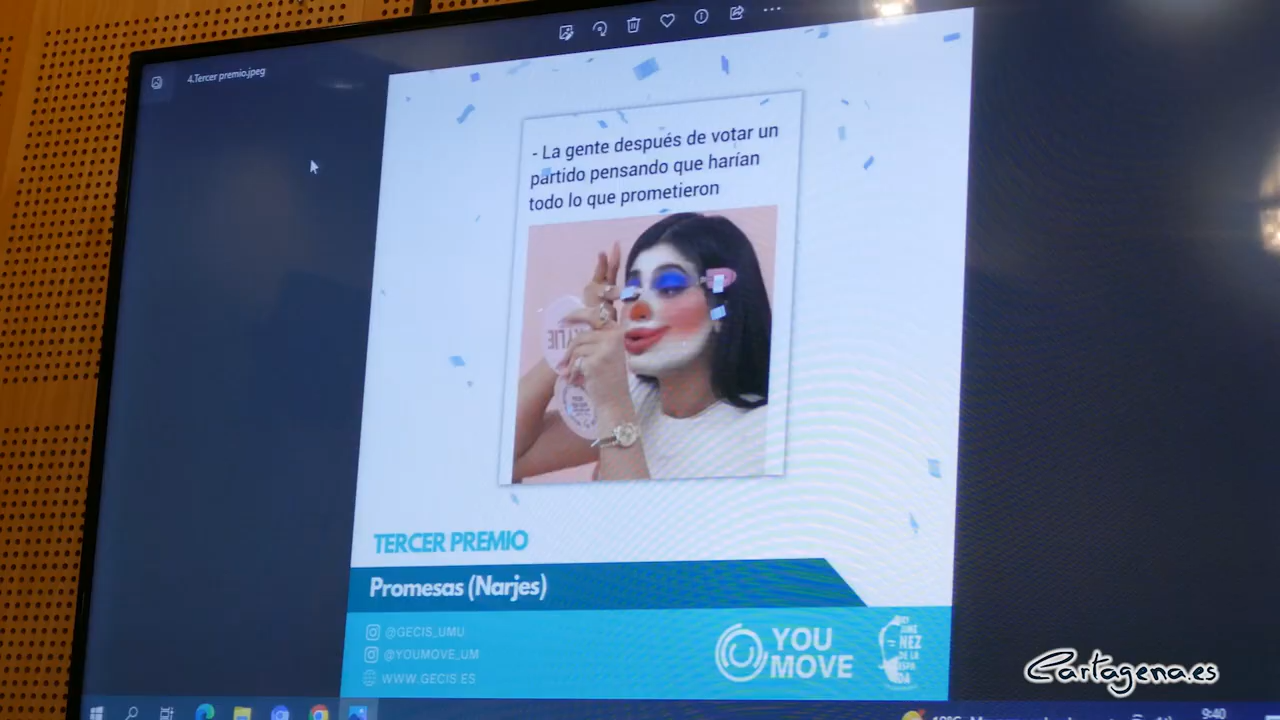 4.Tercer premio.jpeg
- La gente después de votar un
partido pensando que harían
todo lo que prometieron
TERCER PREMIO
Promesas (Narjes)
@GECIS_UMU
@YOUMOVE_UM
WWW.GECIS.ES
YOU
MOVE
Cartagena.es
9:40